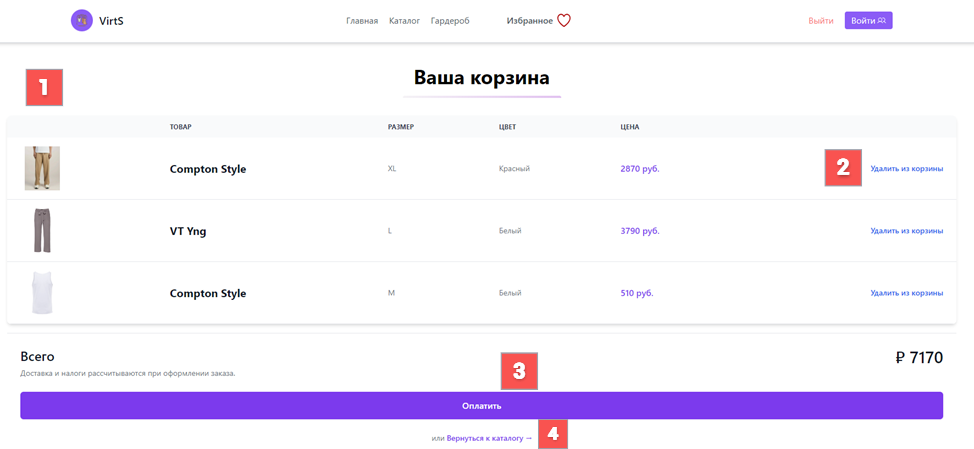 VirtS Главная Каталог Гардероб Избранное Выйти Войти
Ваша корзина
1
ТОВАР РАЗМЕР ЦВЕТ ЦЕНА
Compton Style XL Красный 2870 руб. 2 Удалить из корзины
VT Yng L Белый 3790 руб. Удалить из корзины
Compton Style M Белый 510 руб. Удалить из корзины
Всего ₽ 7170
Доставка и налоги рассчитываются при оформлении заказа.
3
Оплатить
или Вернуться к каталогу → 4